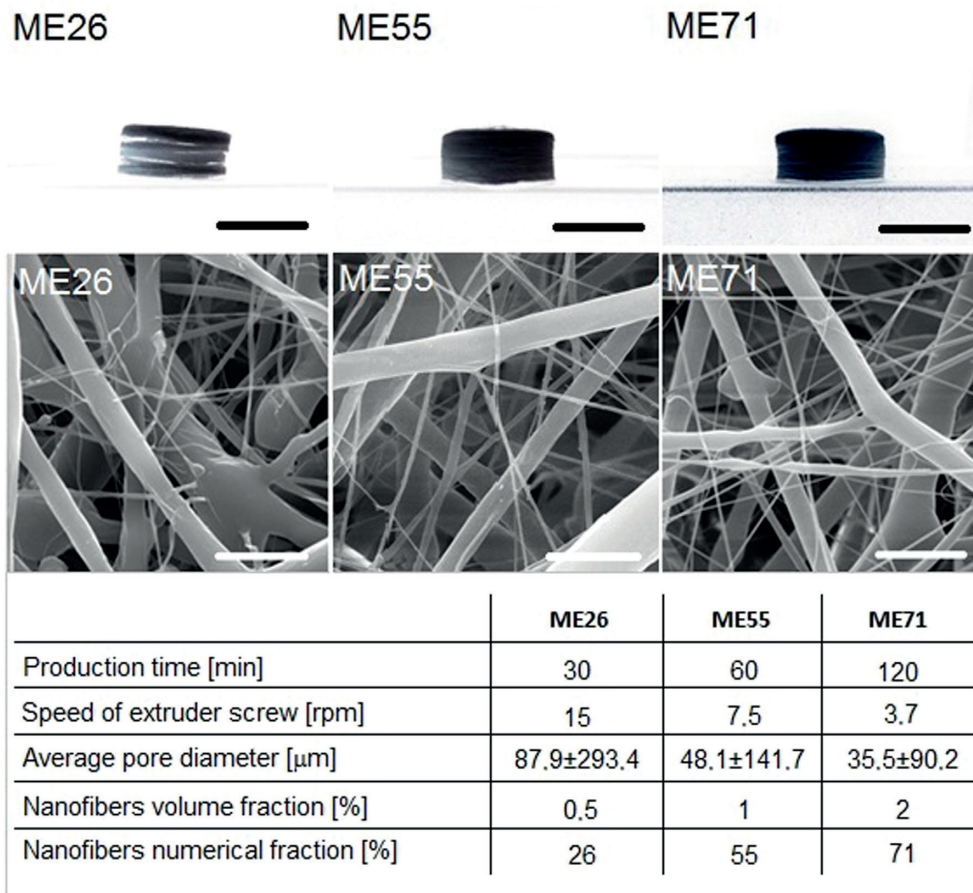 ME26 ME55 ME71
ME26 ME55 ME71
ME26 ME55 ME71
Production time [min] 30 60 120
Speed of extruder screw [rpm] 15 7.5 3.7
Average pore diameter [μm] 87.9±293.4 48.1±141.7 35.5±90.2
Nanofibers volume fraction [%] 0.5 1 2
Nanofibers numerical fraction [%] 26 55 71